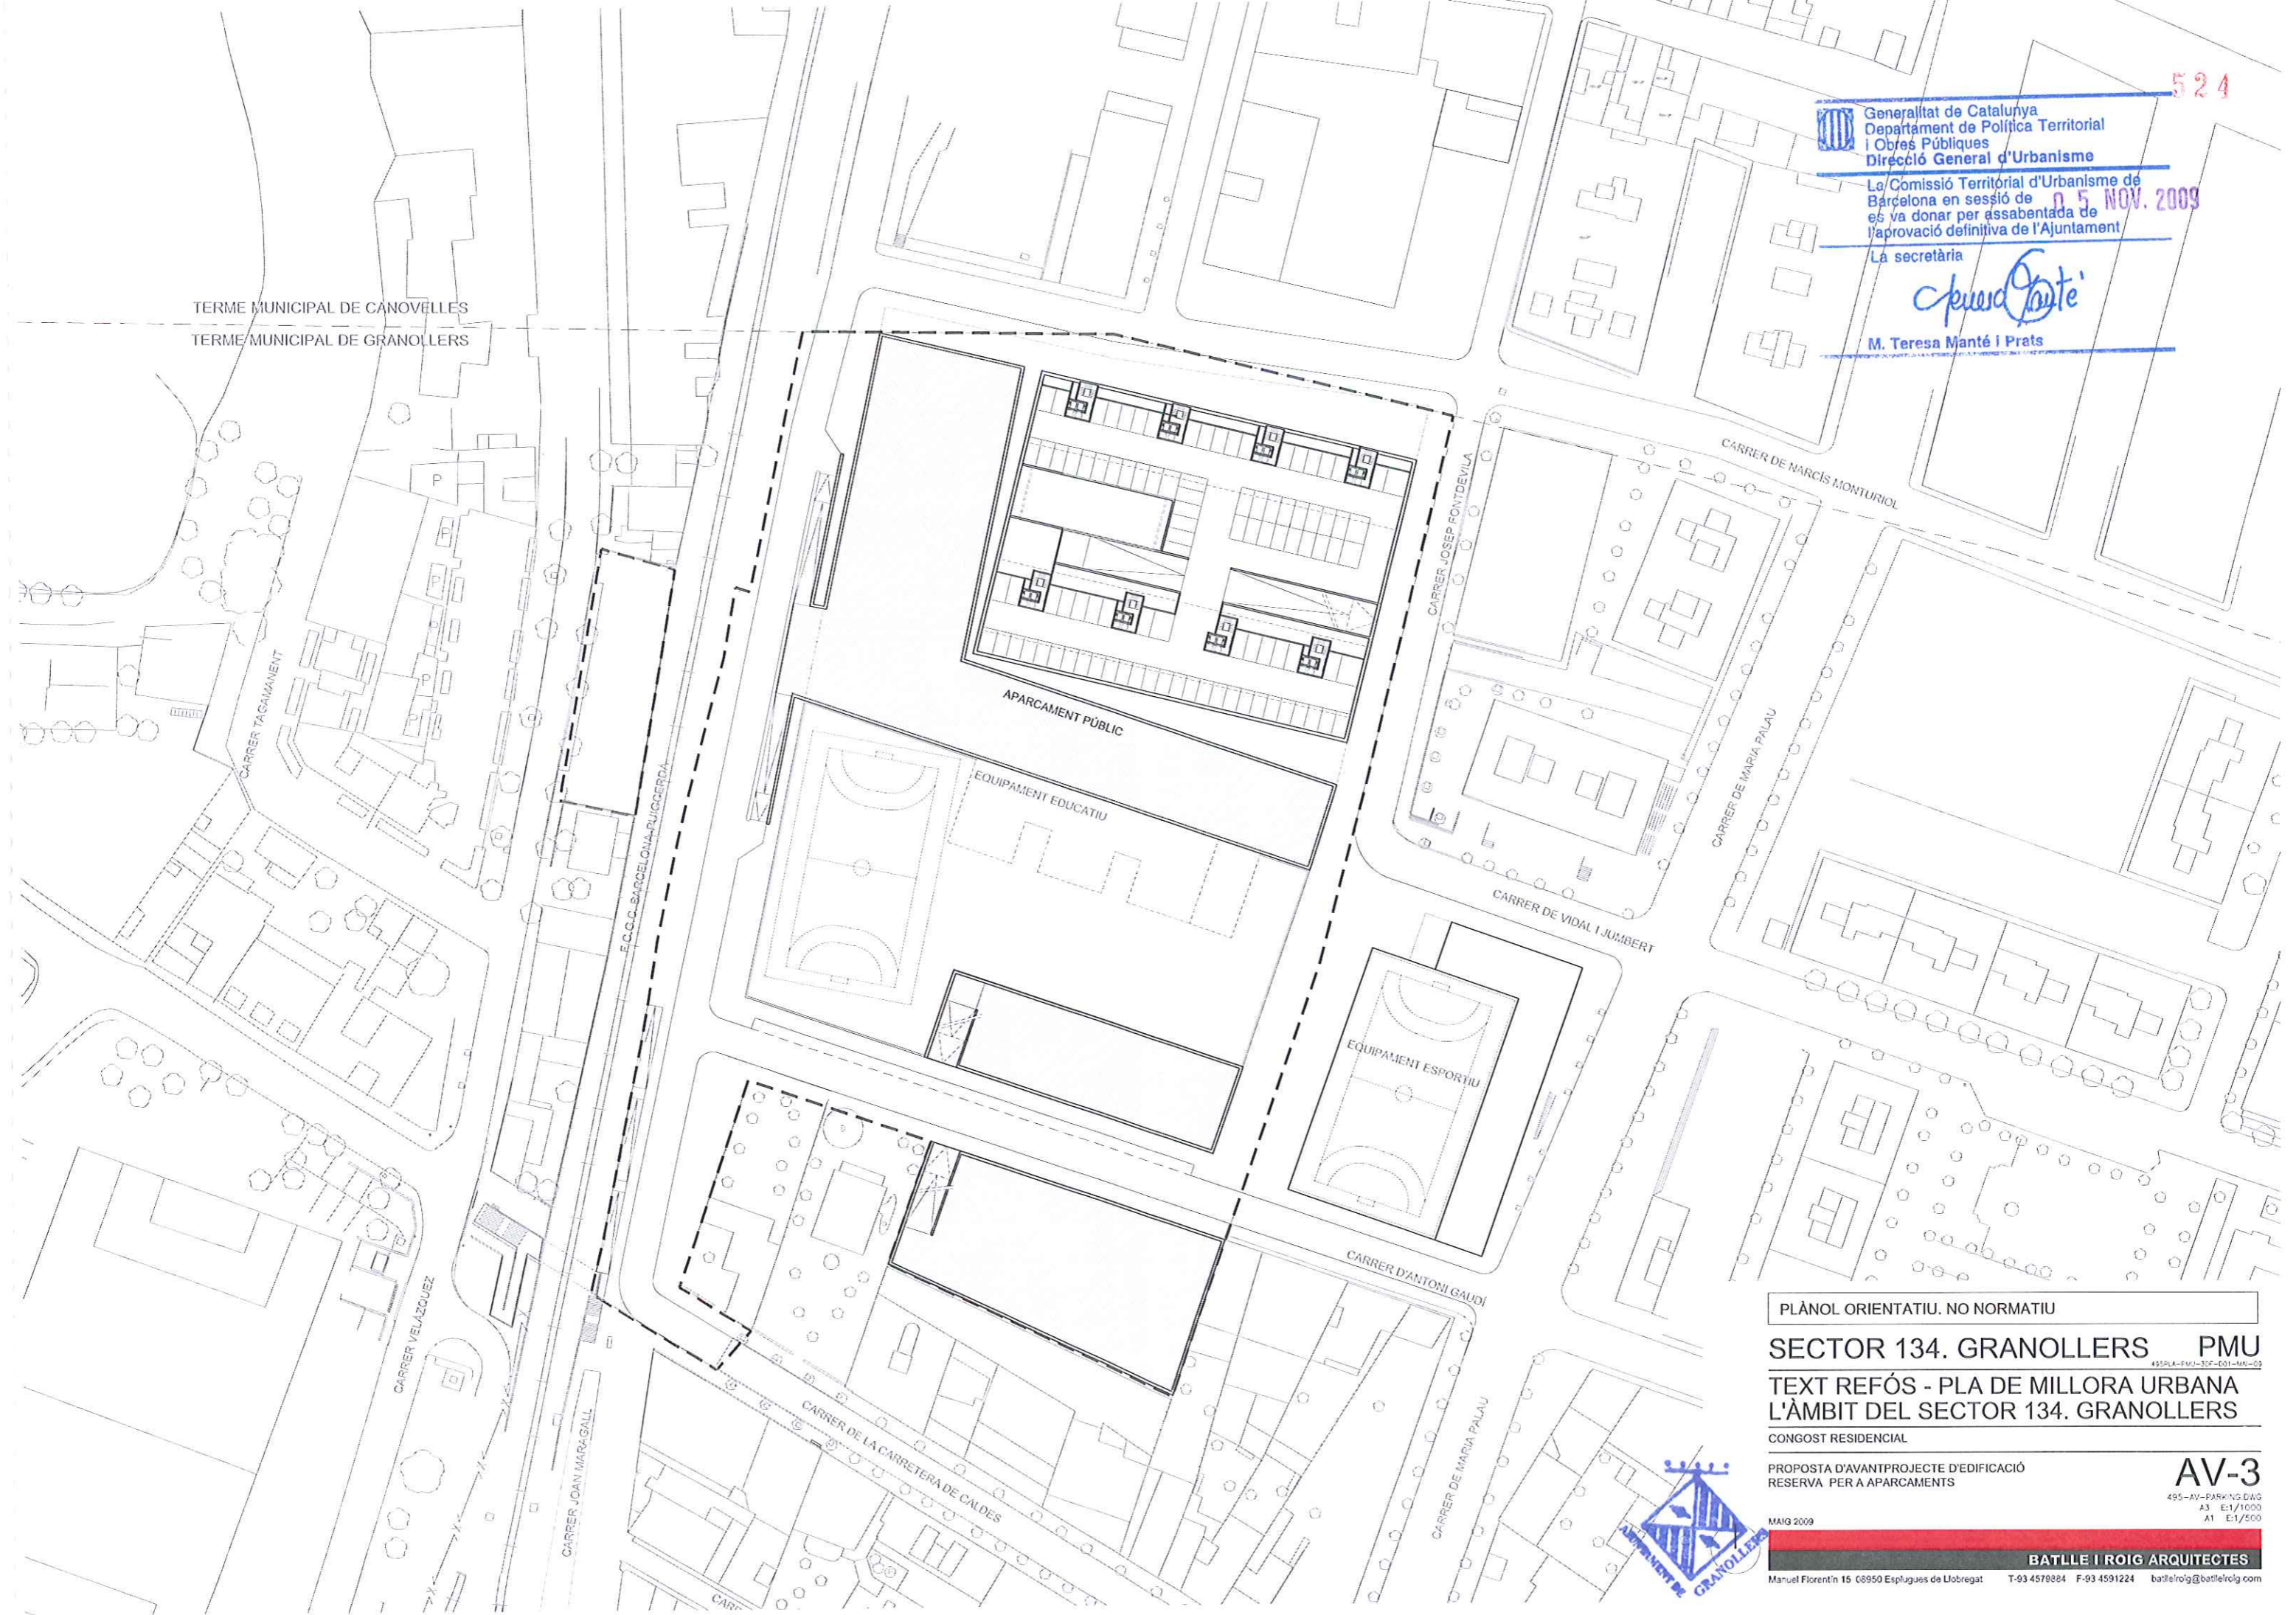 524
Generalitat de Catalunya
Departament de Política Territorial
i Obres Públiques
Direcció General d'Urbanisme
La Comissió Territorial d'Urbanisme de
Barcelona en sessió de 05 NOV. 2009
es va donar per assabentada de
l'aprovació definitiva de l'Ajuntament
La secretària
M. Teresa Manté i Prats
TERME MUNICIPAL DE CANOVELLES
TERME MUNICIPAL DE GRANOLLERS
CARRER DE NARCÍS MONTURIOL
CARRER JOSEP FONTDEVILA
P
P
P
P
P
CARRER TAGAMANENT
APARCAMENT PÚBLIC
EQUIPAMENT EDUCATIU
CARRER DE MARIA PALAU
F.C.C.C. BARCELONA-PUIGCERDÀ
CARRER DE VIDAL I JUMBERT
EQUIPAMENT ESPORTIU
CARRER D'ANTONI GAUDÍ
CARRER VELAZQUEZ
CARRER JOAN MARAGALL
CARRER DE LA CARRETERA DE CALDES
CARRER DE MARIA PALAU
PLÀNOL ORIENTATIU. NO NORMATIU
SECTOR 134. GRANOLLERS PMU
TEXT REFÓS - PLA DE MILLORA URBANA
L'ÀMBIT DEL SECTOR 134. GRANOLLERS
CONGOST RESIDENCIAL
PROPOSTA D'AVANTPROJECTE D'EDIFICACIÓ
RESERVA PER A APARCAMENTS
AV-3
495-AV-PARKING.DWG
A3 E:1/1000
A1 E:1/500
MAIG 2009
AJUNTAMENT DE GRANOLLERS
BATLLE I ROIG ARQUITECTES
Manuel Florentín 15 08950 Esplugues de Llobregat T-93 4579884 F-93 4591224 batlleiroig@batlleiroig.com